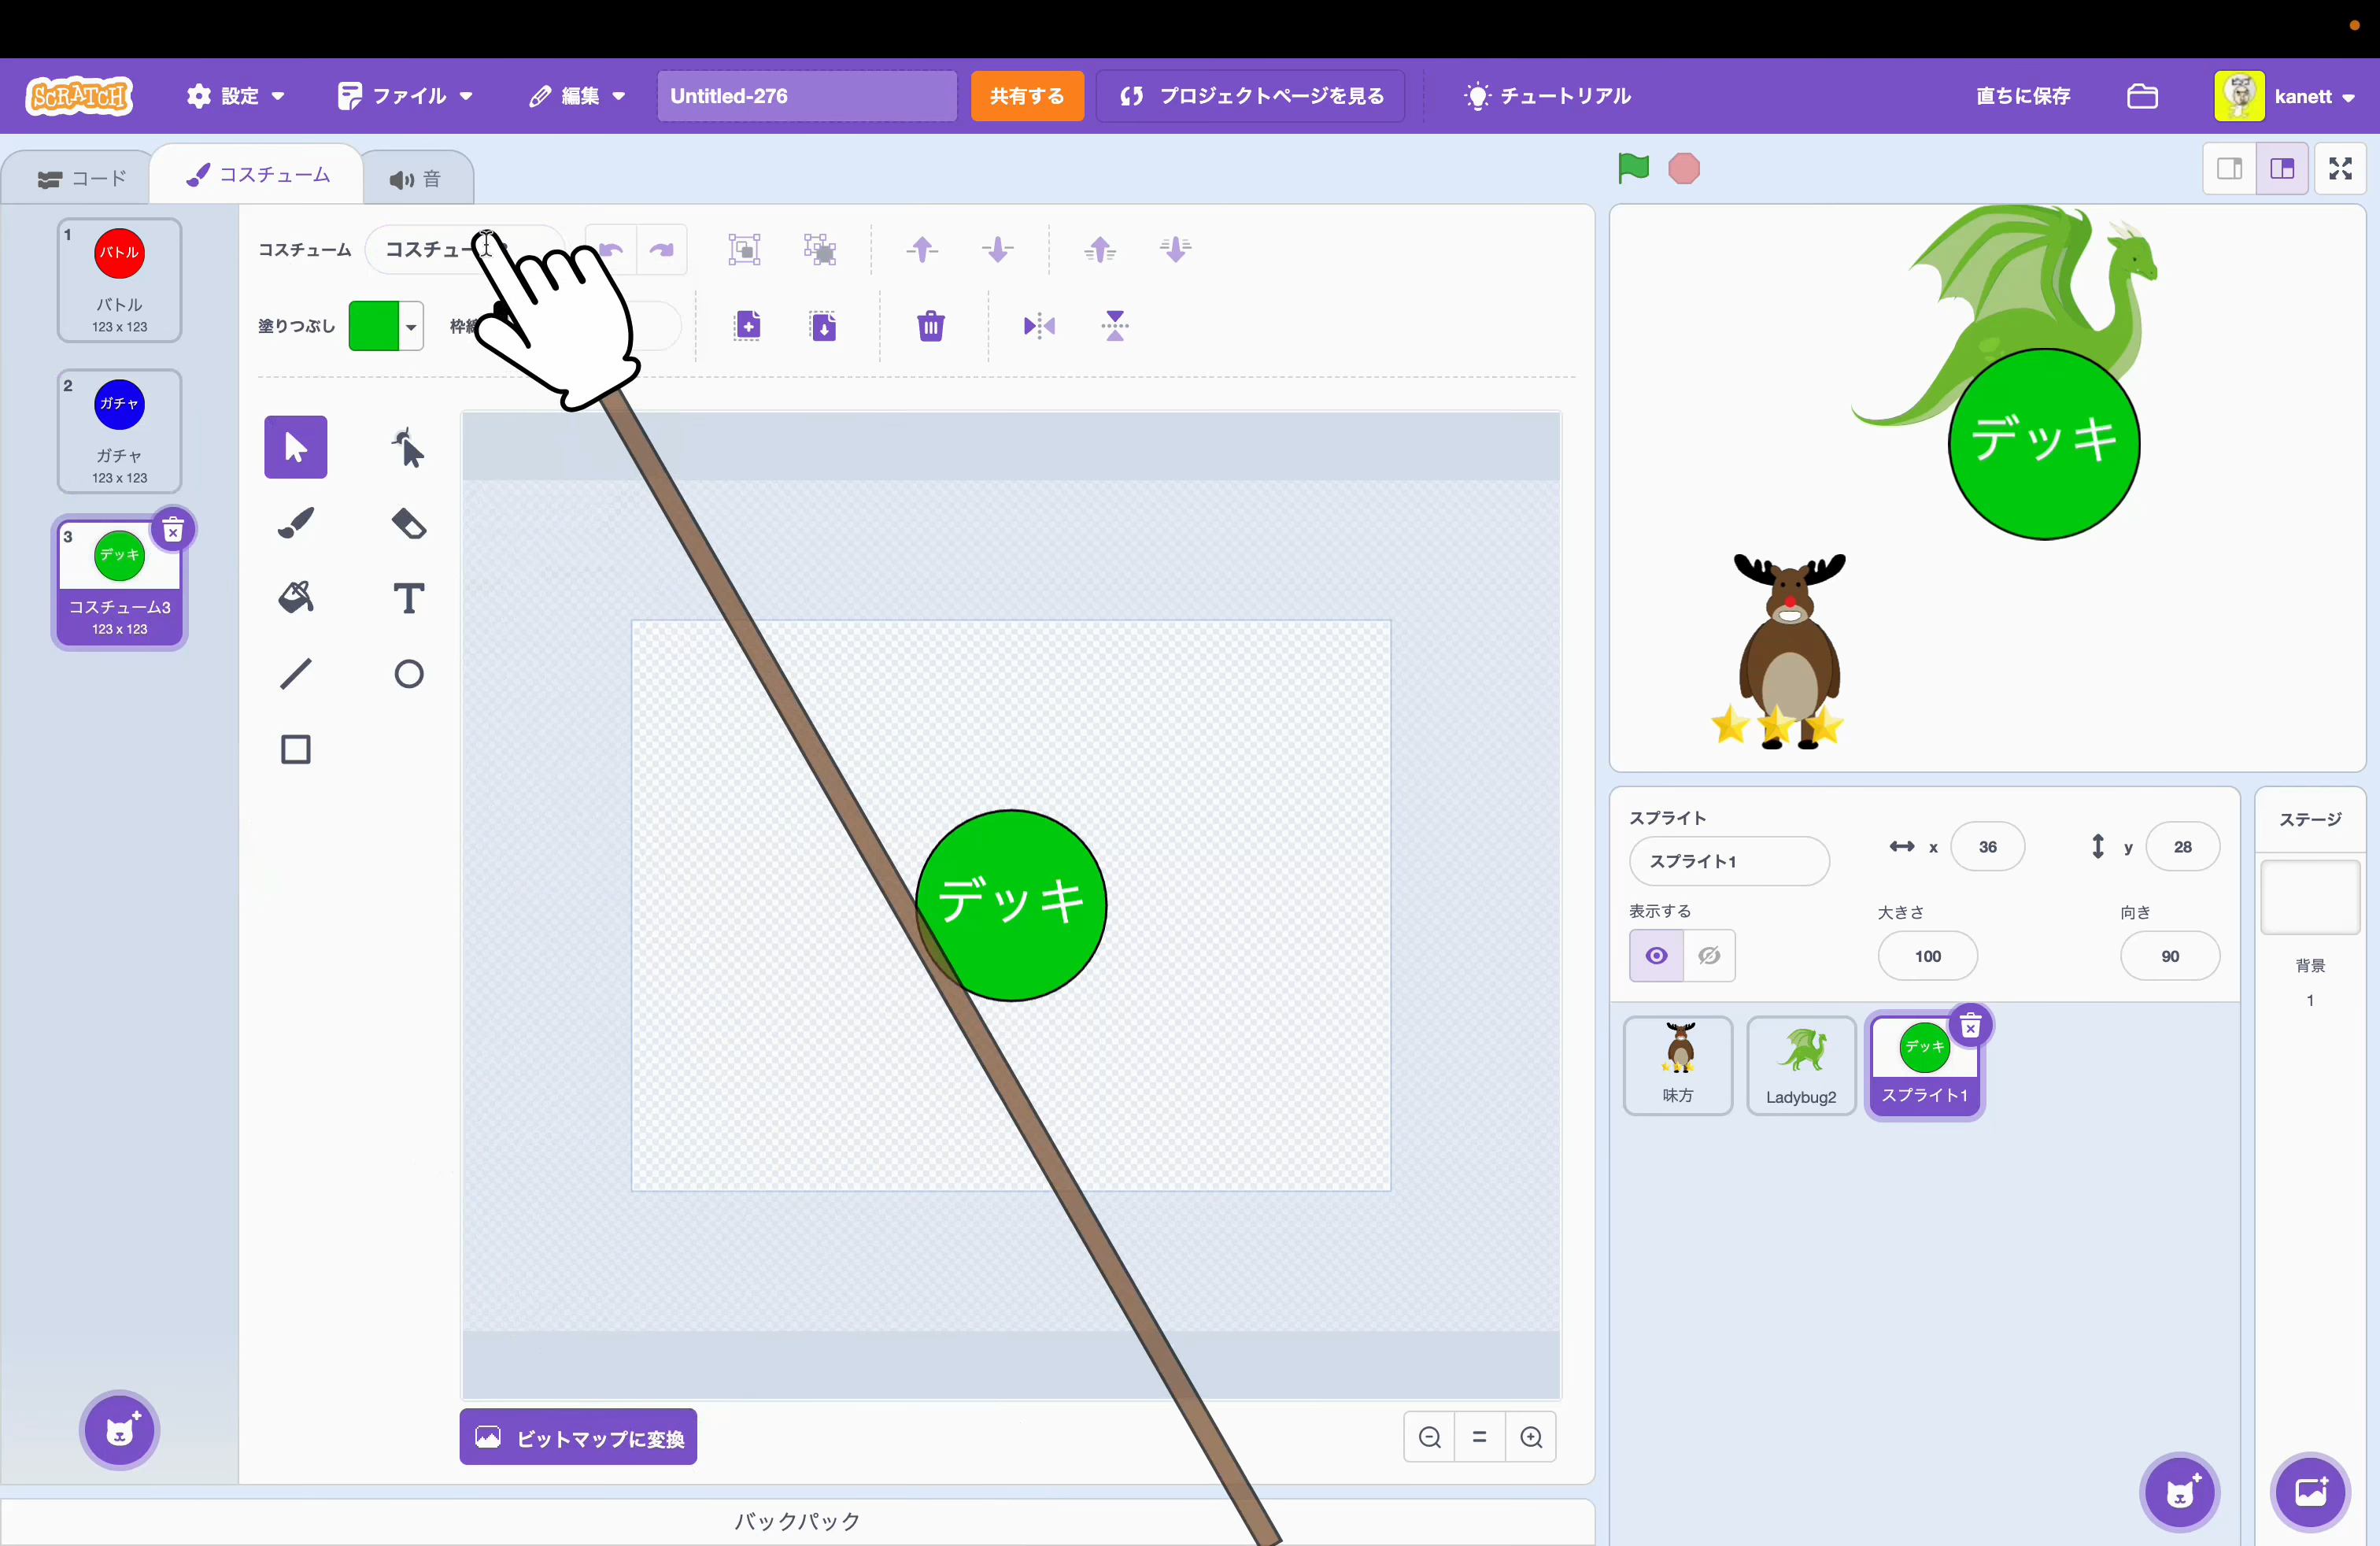 SCRATCH
設定
ファイル
編集
Untitled-276
共有する
プロジェクトページを見る
チュートリアル
直ちに保存
kanett
コード
コスチューム
音
1
バトル
バトル
123 x 123
2
ガチャ
ガチャ
123 x 123
3
デッキ
コスチューム3
123 x 123
コスチューム
コスチュー
塗りつぶし
枠線
T
デッキ
ビットマップに変換
バックパック
デッキ
スプライト
スプライト1
x
36
y
28
表示する
大きさ
100
向き
90
味方
Ladybug2
デッキ
スプライト1
ステージ
背景
1